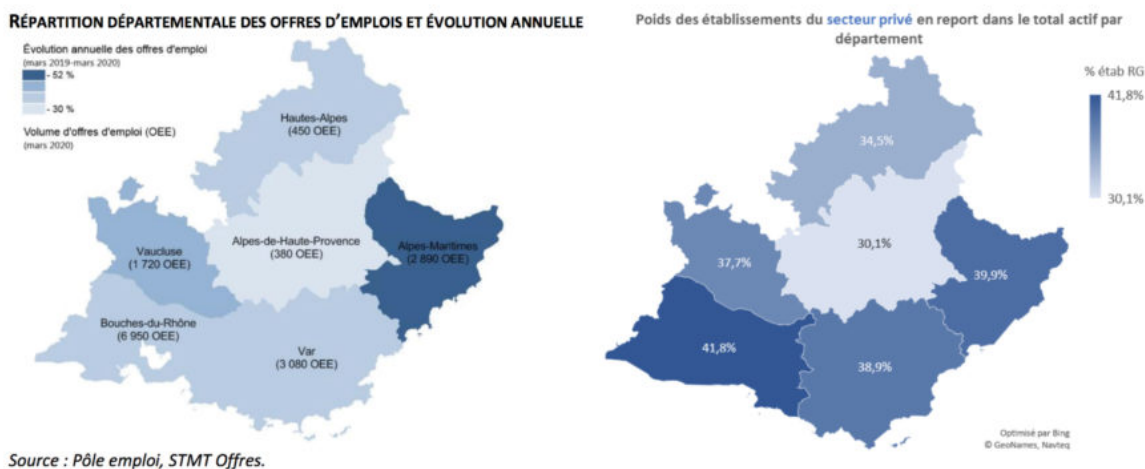 RÉPARTITION DÉPARTEMENTALE DES OFFRES D'EMPLOIS ET ÉVOLUTION ANNUELLE
Évolution annuelle des offres d'emploi
(mars 2019-mars 2020)
- 52 %
- 30 %
Volume d'offres d'emploi (OEE)
(mars 2020)
Hautes-Alpes
(450 OEE)
Alpes-de-Haute-Provence
(380 OEE)
Alpes-Maritimes
(2 890 OEE)
Vaucluse
(1 720 OEE)
Bouches-du-Rhône
(6 950 OEE)
Var
(3 080 OEE)
Source : Pôle emploi, STMT Offres.
Poids des établissements du secteur privé en report dans le total actif par
département
% étab RG
41,8%
30,1%
34,5%
30,1%
37,7%
39,9%
41,8%
38,9%
Optimisé par Bing
© GeoNames, Navteq